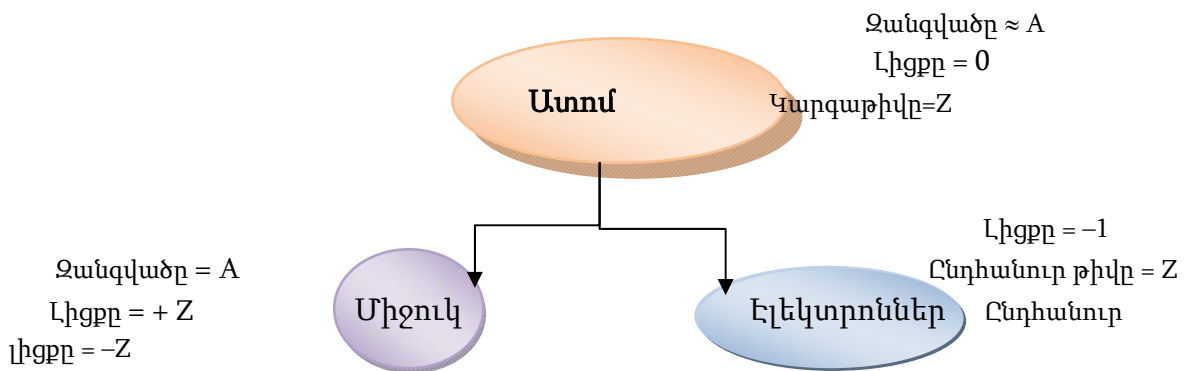 Զանգվածը ≈ A
Լիցքը = 0
Ատոմ
Կարգաթիվը=Z
Լիցքը = –1
Զանգվածը = A
Ընդհանուր թիվը = Z
Լիցքը = + Z
Միջուկ
Էլեկտրոններ
Ընդհանուր
լիցքը = –Z